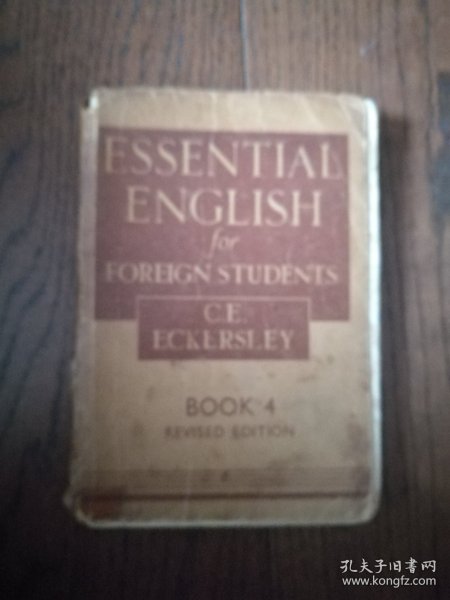 ESSENTIAL
ENGLISH
for
FOREIGN STUDENTS
C.E.
ECKERSLEY
BOOK 4
REVISED EDITION
孔夫子旧书网
www.kongfz.com